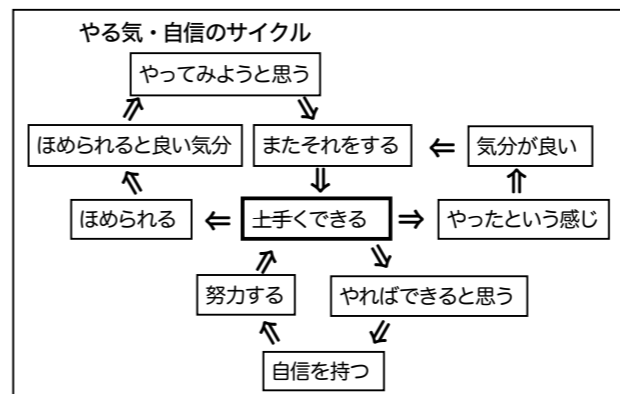 やる気・自信のサイクル
やってみようと思う
ほめられると良い気分
またそれをする
気分が良い
ほめられる
土手くできる
やったという感じ
努力する
やればできると思う
自信を持つ